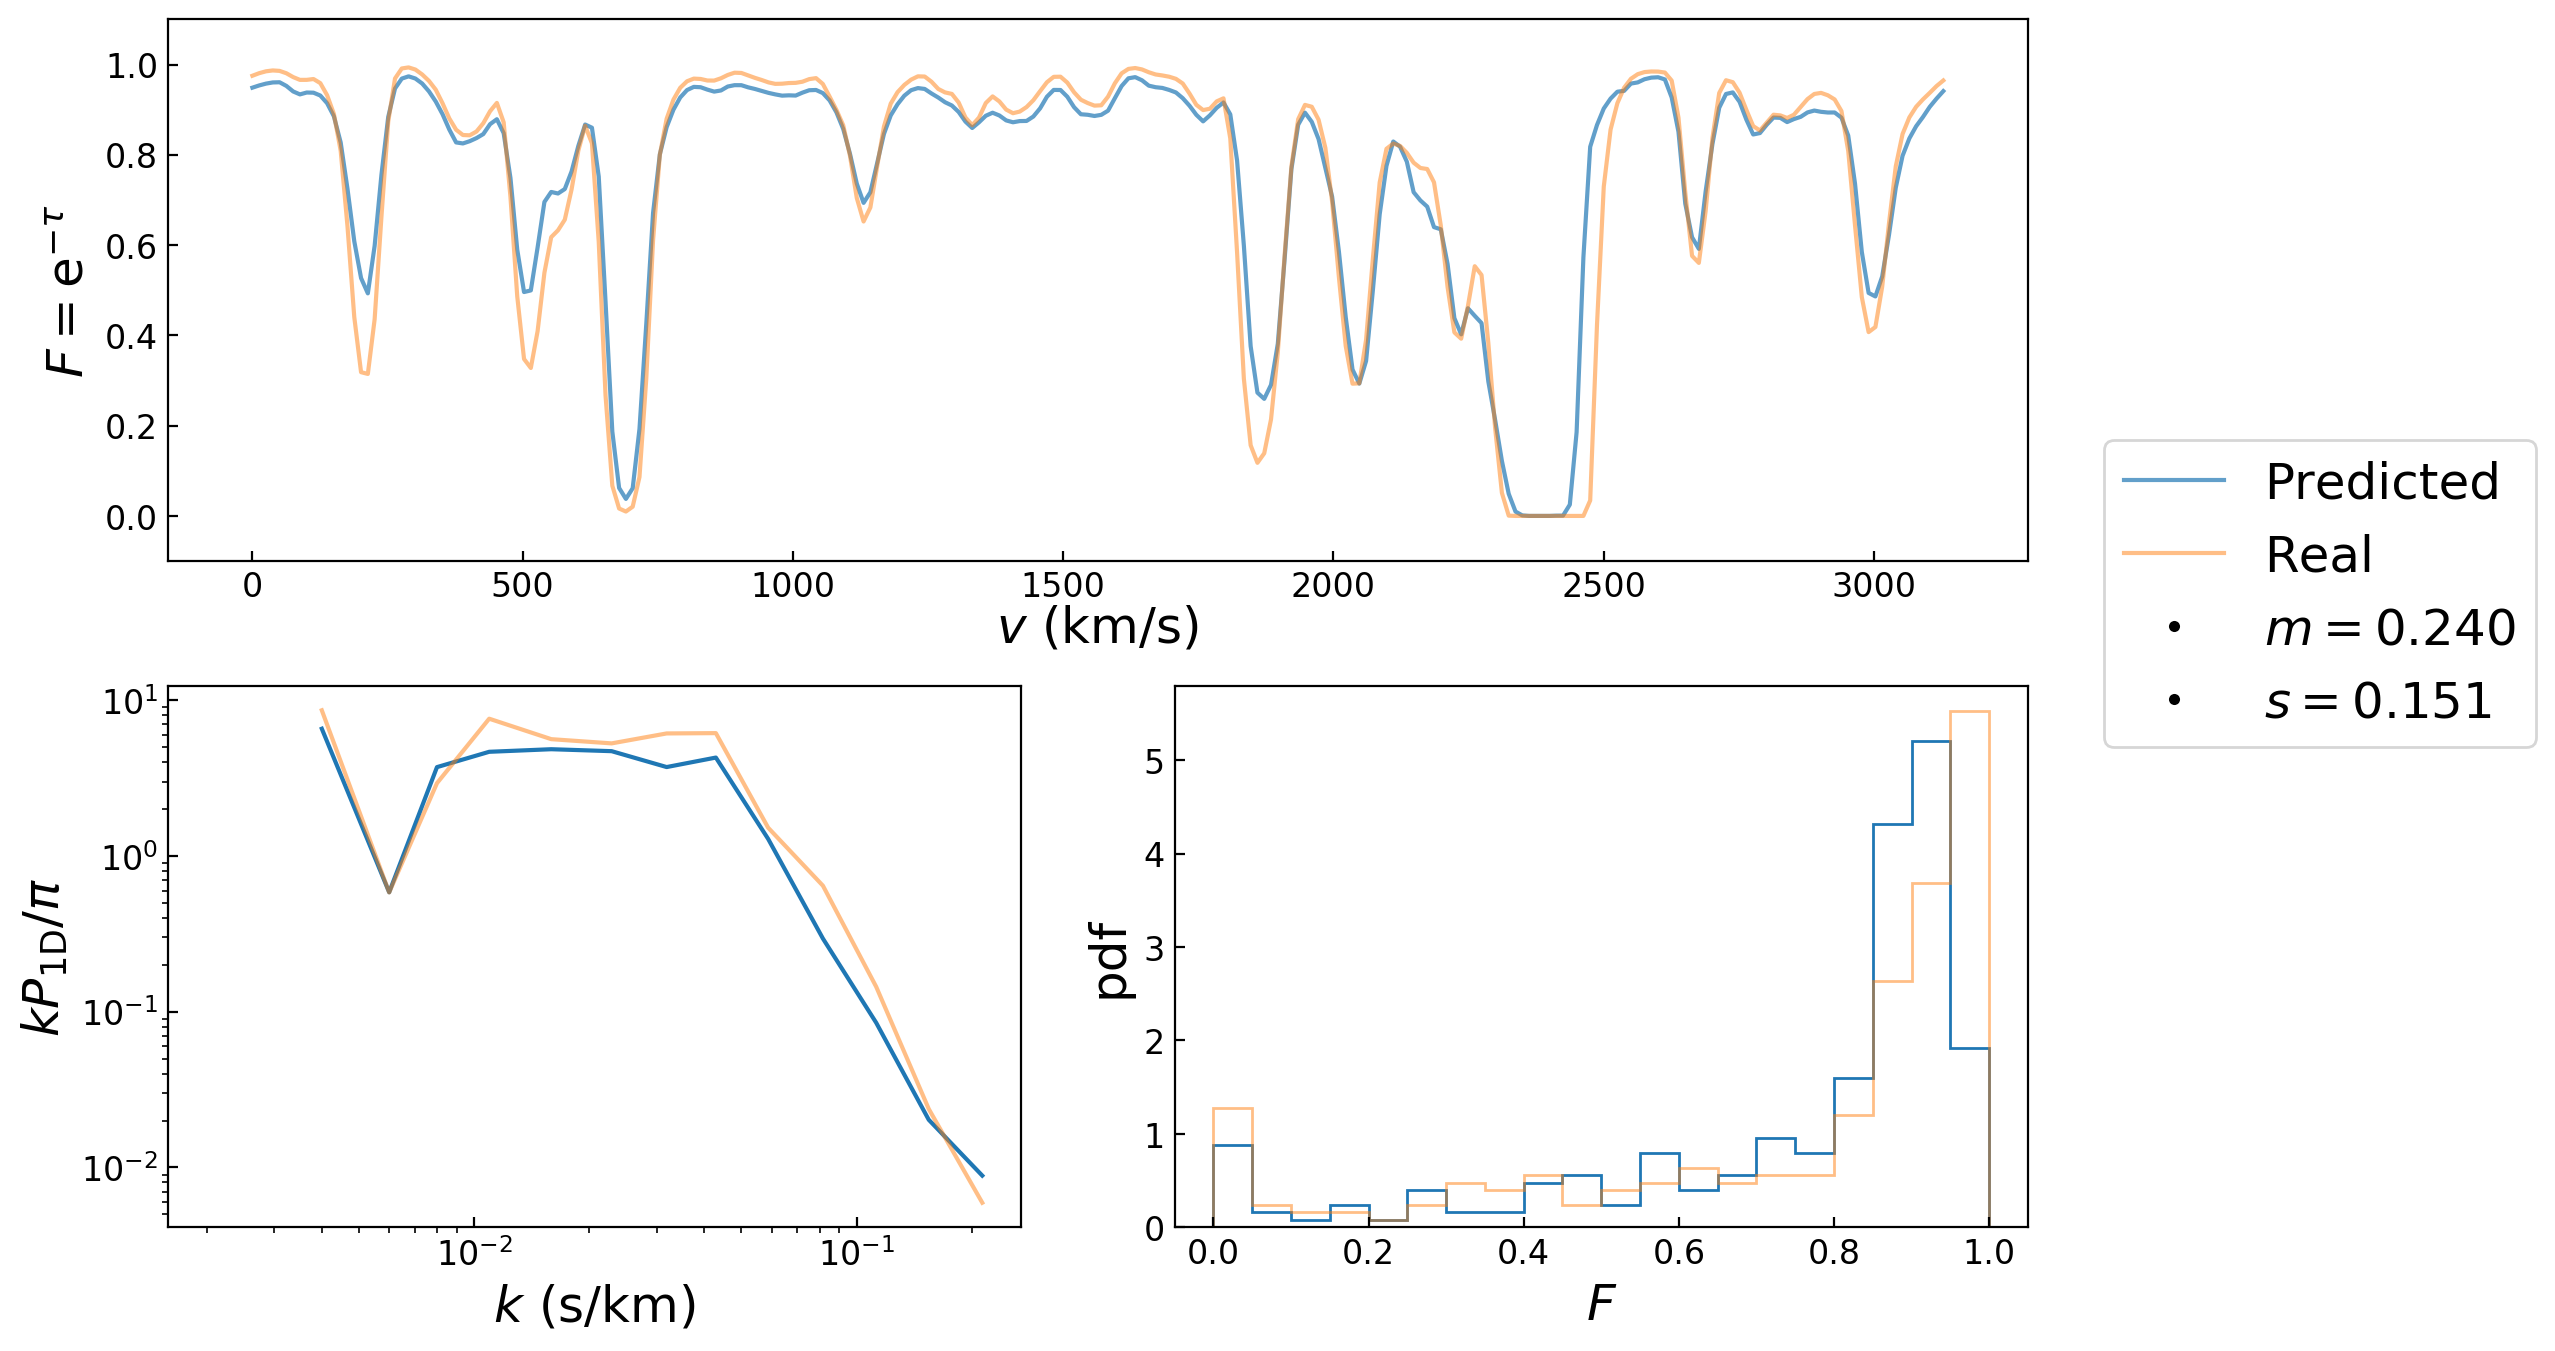 F = e^{−τ}
1.0
0.8
0.6
0.4
0.2
0.0
0 500 1000 1500 2000 2500 3000
v (km/s)
Predicted
Real
m = 0.240
s = 0.151
kP_{1D}/π
10^1
10^0
10^{−1}
10^{−2}
10^{−2} 10^{−1}
k (s/km)
pdf
5
4
3
2
1
0
0.0 0.2 0.4 0.6 0.8 1.0
F